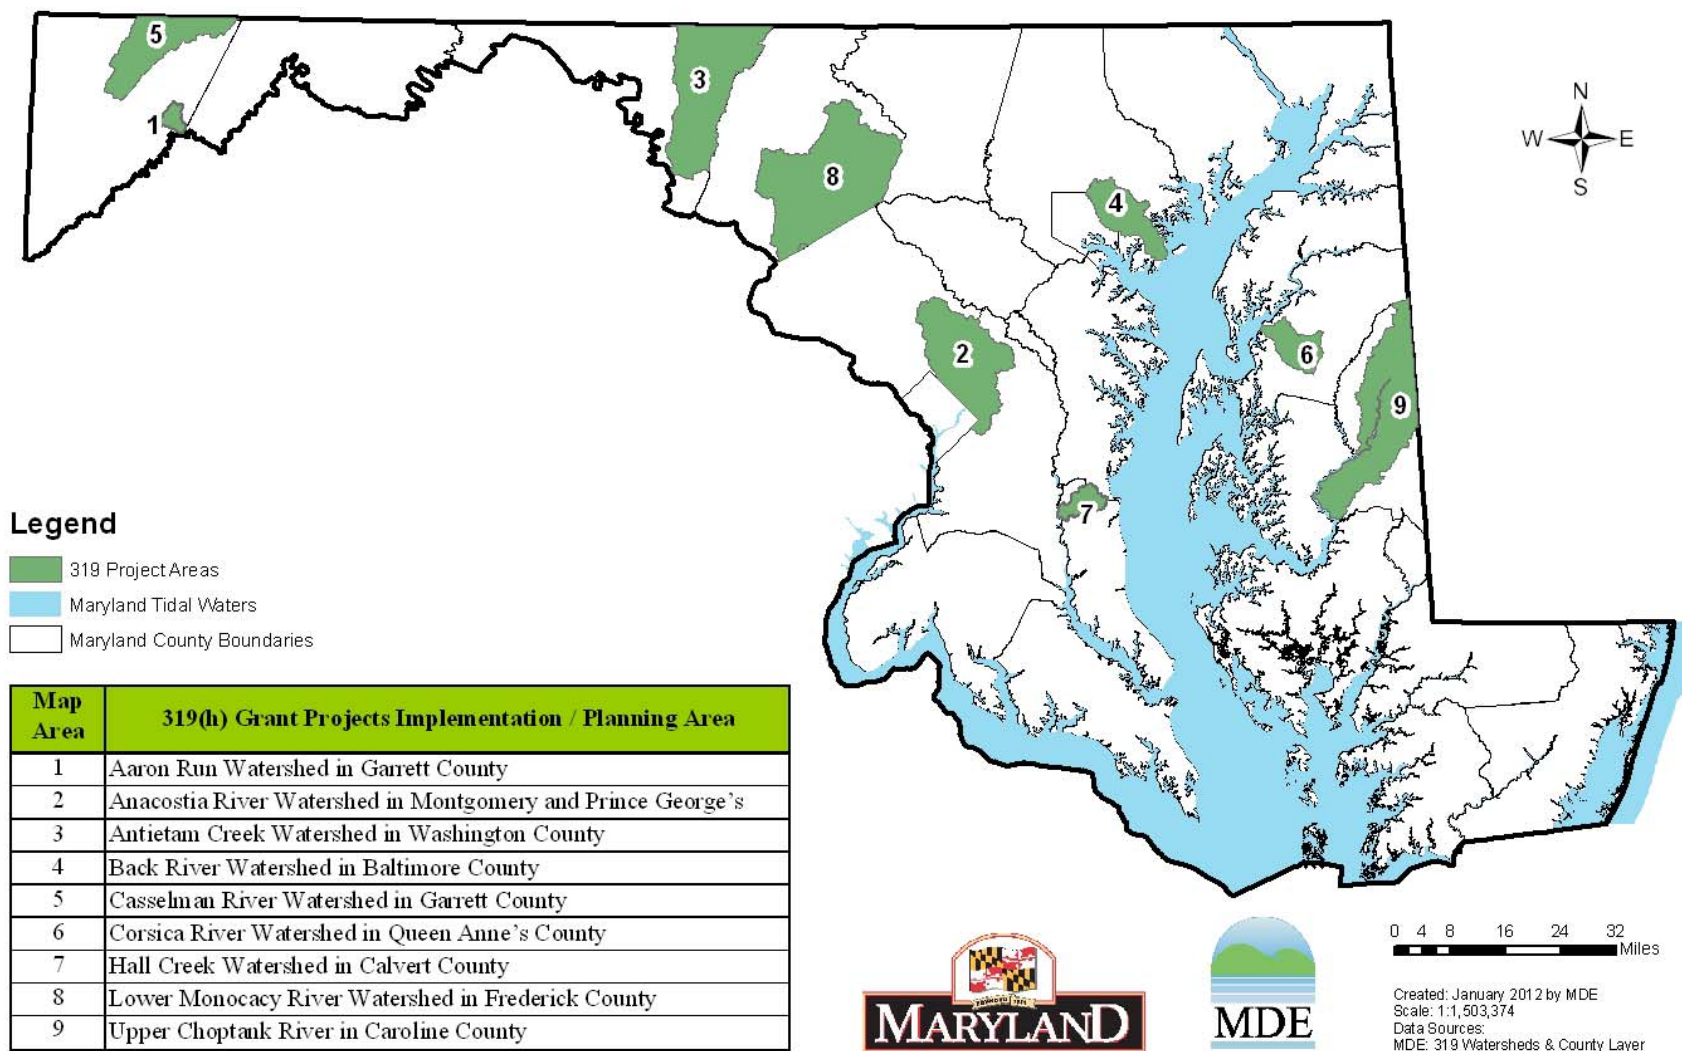 5
3
1
8
4
2
6
9
7
N
W E
S
Legend
319 Project Areas
Maryland Tidal Waters
Maryland County Boundaries
Map Area 319(h) Grant Projects Implementation / Planning Area
1 Aaron Run Watershed in Garrett County
2 Anacostia River Watershed in Montgomery and Prince George's
3 Antietam Creek Watershed in Washington County
4 Back River Watershed in Baltimore County
5 Casselman River Watershed in Garrett County
6 Corsica River Watershed in Queen Anne's County
7 Hall Creek Watershed in Calvert County
8 Lower Monocacy River Watershed in Frederick County
9 Upper Choptank River in Caroline County
MARYLAND
MDE
0 4 8 16 24 32
Miles
Created: January 2012 by MDE
Scale: 1:1,503,374
Data Sources:
MDE: 319 Watersheds & County Layer